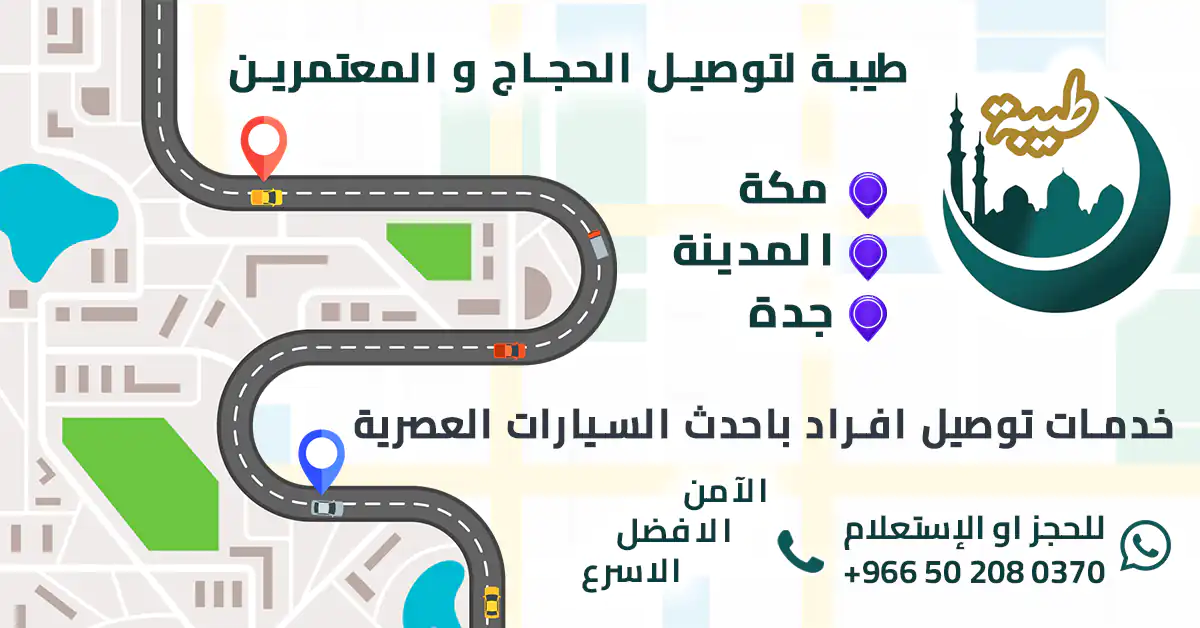 طيبة لتوصيل الحجاج و المعتمرين
طيبة
مكة
المدينة
جدة
خدمات توصيل افراد باحدث السيارات العصرية
الآمن
الافضل
الاسرع
للحجز او الإستعلام
+966 50 208 0370